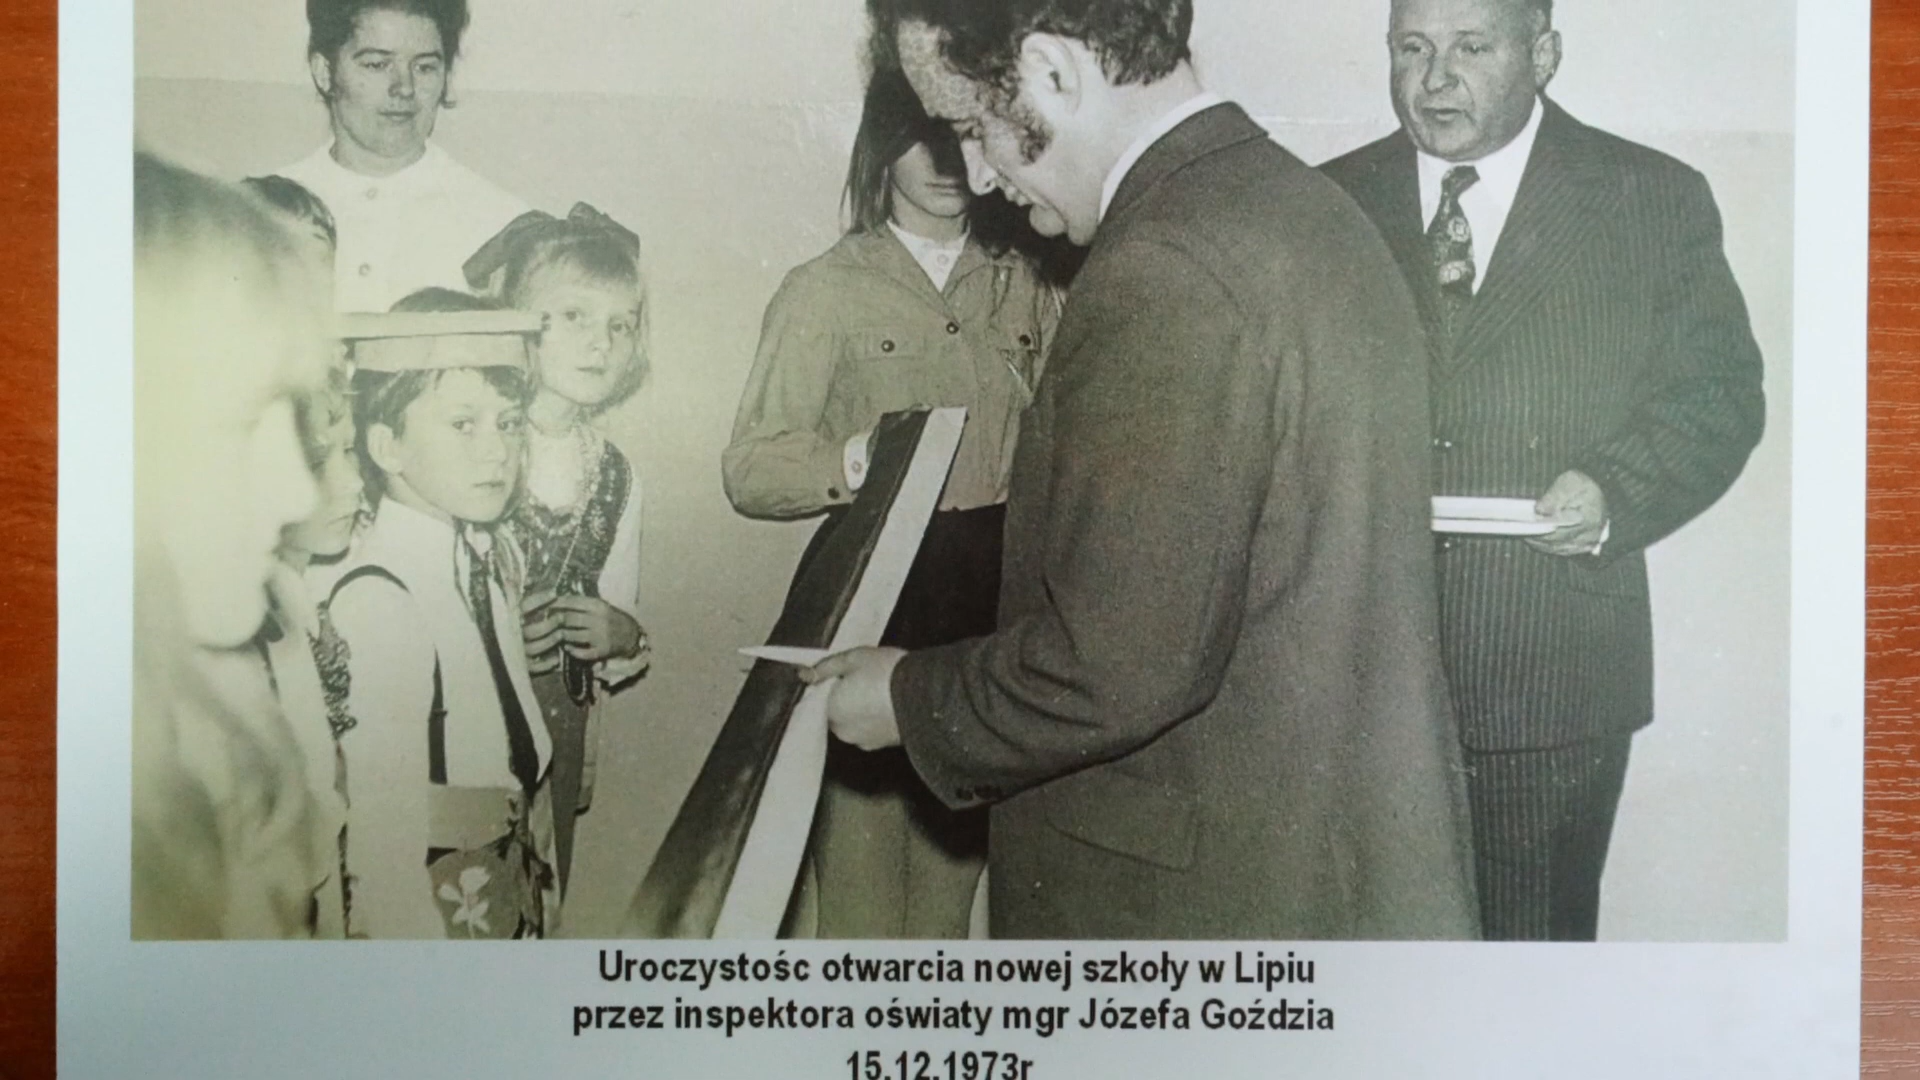 Uroczystośc otwarcia nowej szkoły w Lipiu
przez inspektora oświaty mgr Józefa Goździa
15.12.1973r